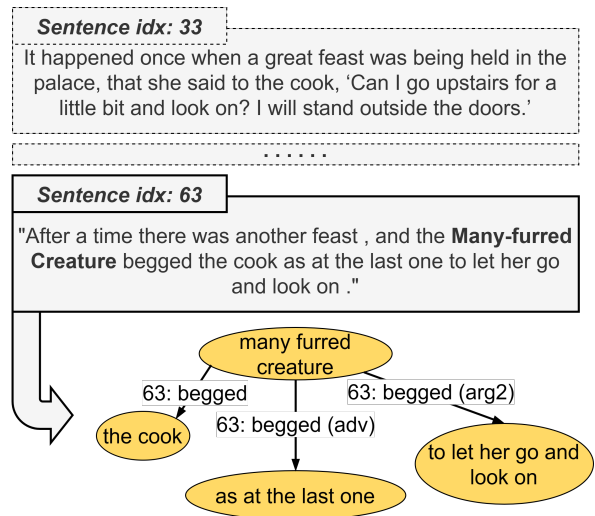 Sentence idx: 33
It happened once when a great feast was being held in the
palace, that she said to the cook, ‘Can I go upstairs for a
little bit and look on? I will stand outside the doors.’
......
Sentence idx: 63
"After a time there was another feast , and the Many-furred
Creature begged the cook as at the last one to let her go
and look on ."
many furred
creature
63: begged
63: begged (arg2)
63: begged (adv)
the cook
to let her go and
look on
as at the last one